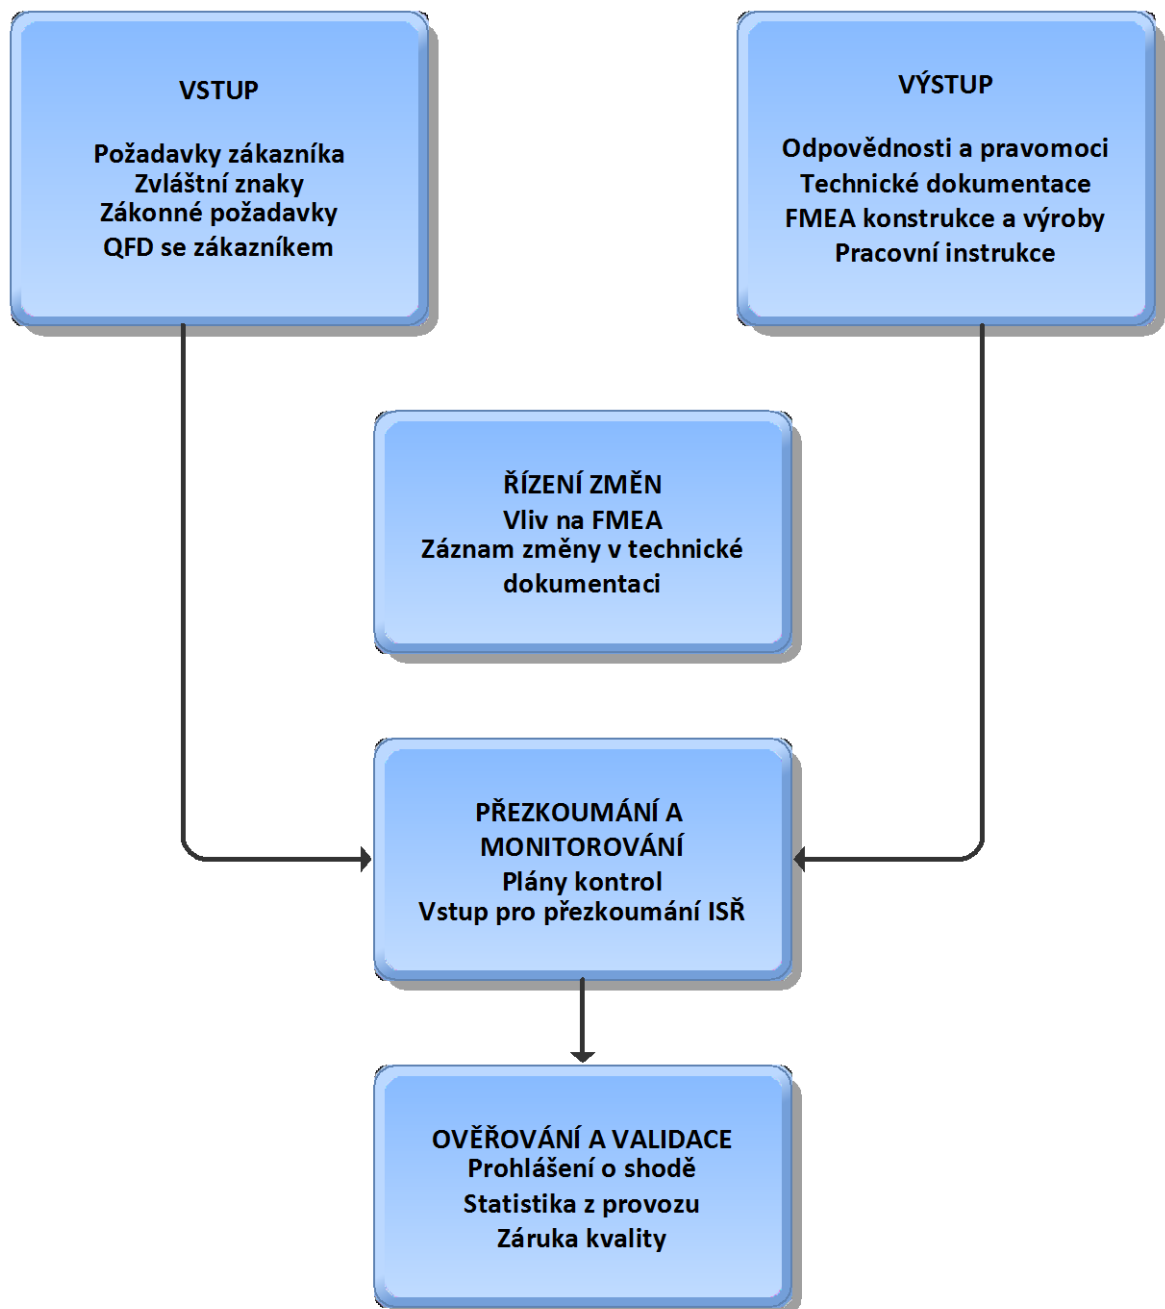 VSTUP
Požadavky zákazníka
Zvláštní znaky
Zákonné požadavky
QFD se zákazníkem
VÝSTUP
Odpovědnosti a pravomoci
Technické dokumentace
FMEA konstrukce a výroby
Pracovní instrukce
ŘÍZENÍ ZMĚN
Vliv na FMEA
Záznam změny v technické
dokumentaci
PŘEZKOUMÁNÍ A
MONITOROVÁNÍ
Plány kontrol
Vstup pro přezkoumání ISŘ
OVĚŘOVÁNÍ A VALIDACE
Prohlášení o shodě
Statistika z provozu
Záruka kvality